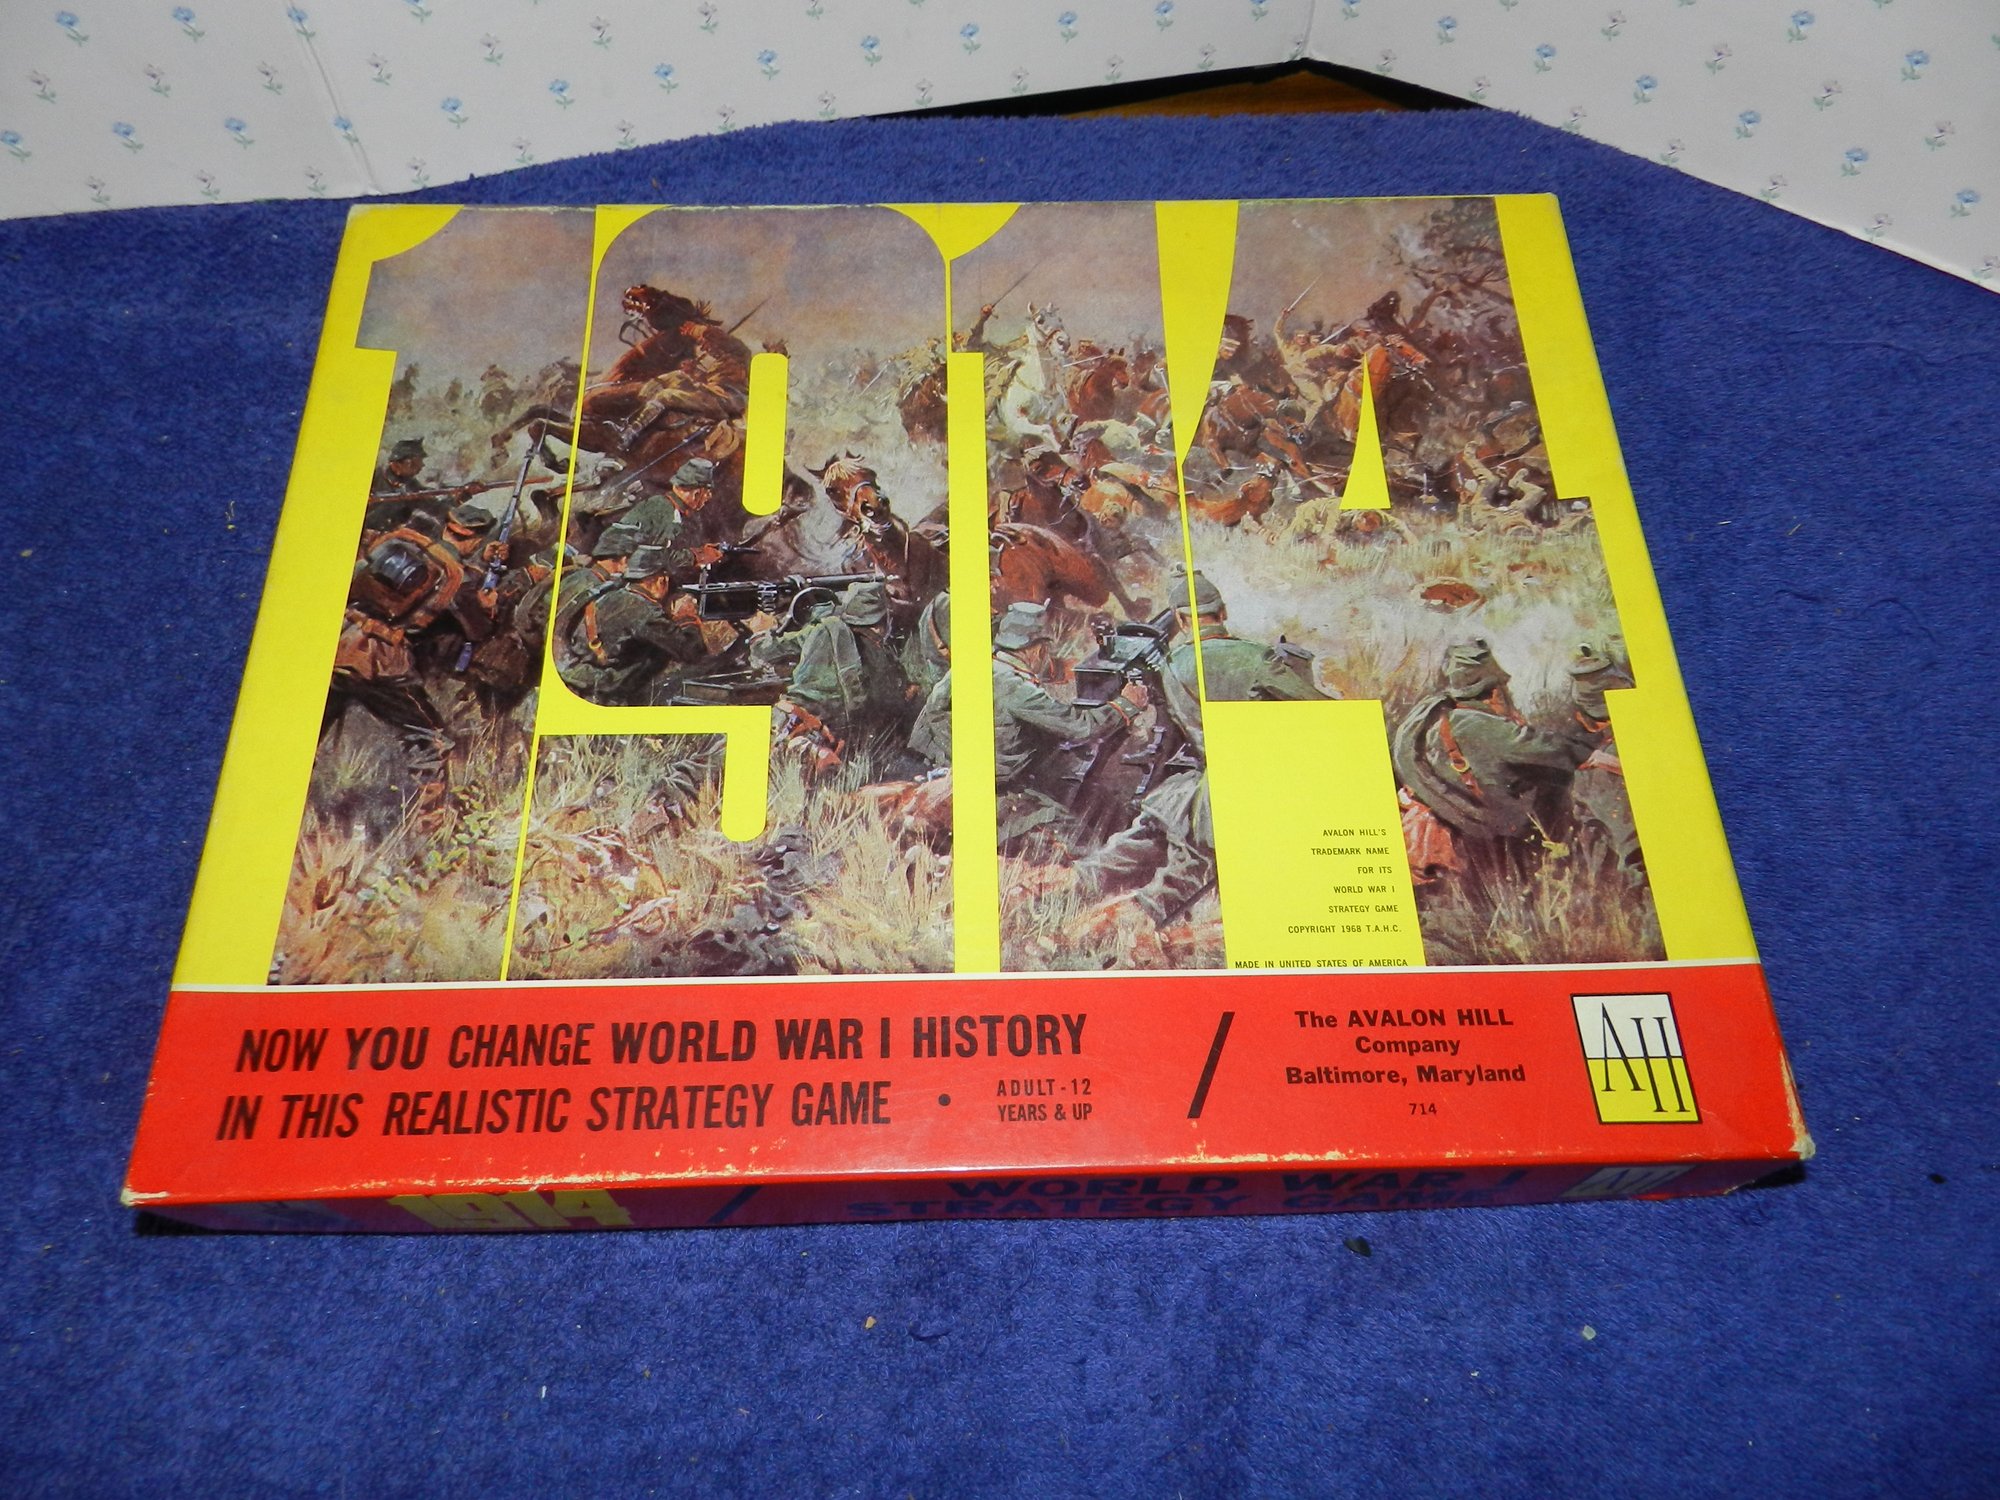 1914
AVALON HILL'S
TRADEMARK NAME
FOR ITS
WORLD WAR I
STRATEGY GAME
COPYRIGHT 1968 T.A.H.C.
MADE IN UNITED STATES OF AMERICA
NOW YOU CHANGE WORLD WAR I HISTORY
IN THIS REALISTIC STRATEGY GAME • ADULT-12
YEARS & UP
/
The AVALON HILL
Company
Baltimore, Maryland
714
AH
1914 / WORLD WAR I
STRATEGY GAME
AH